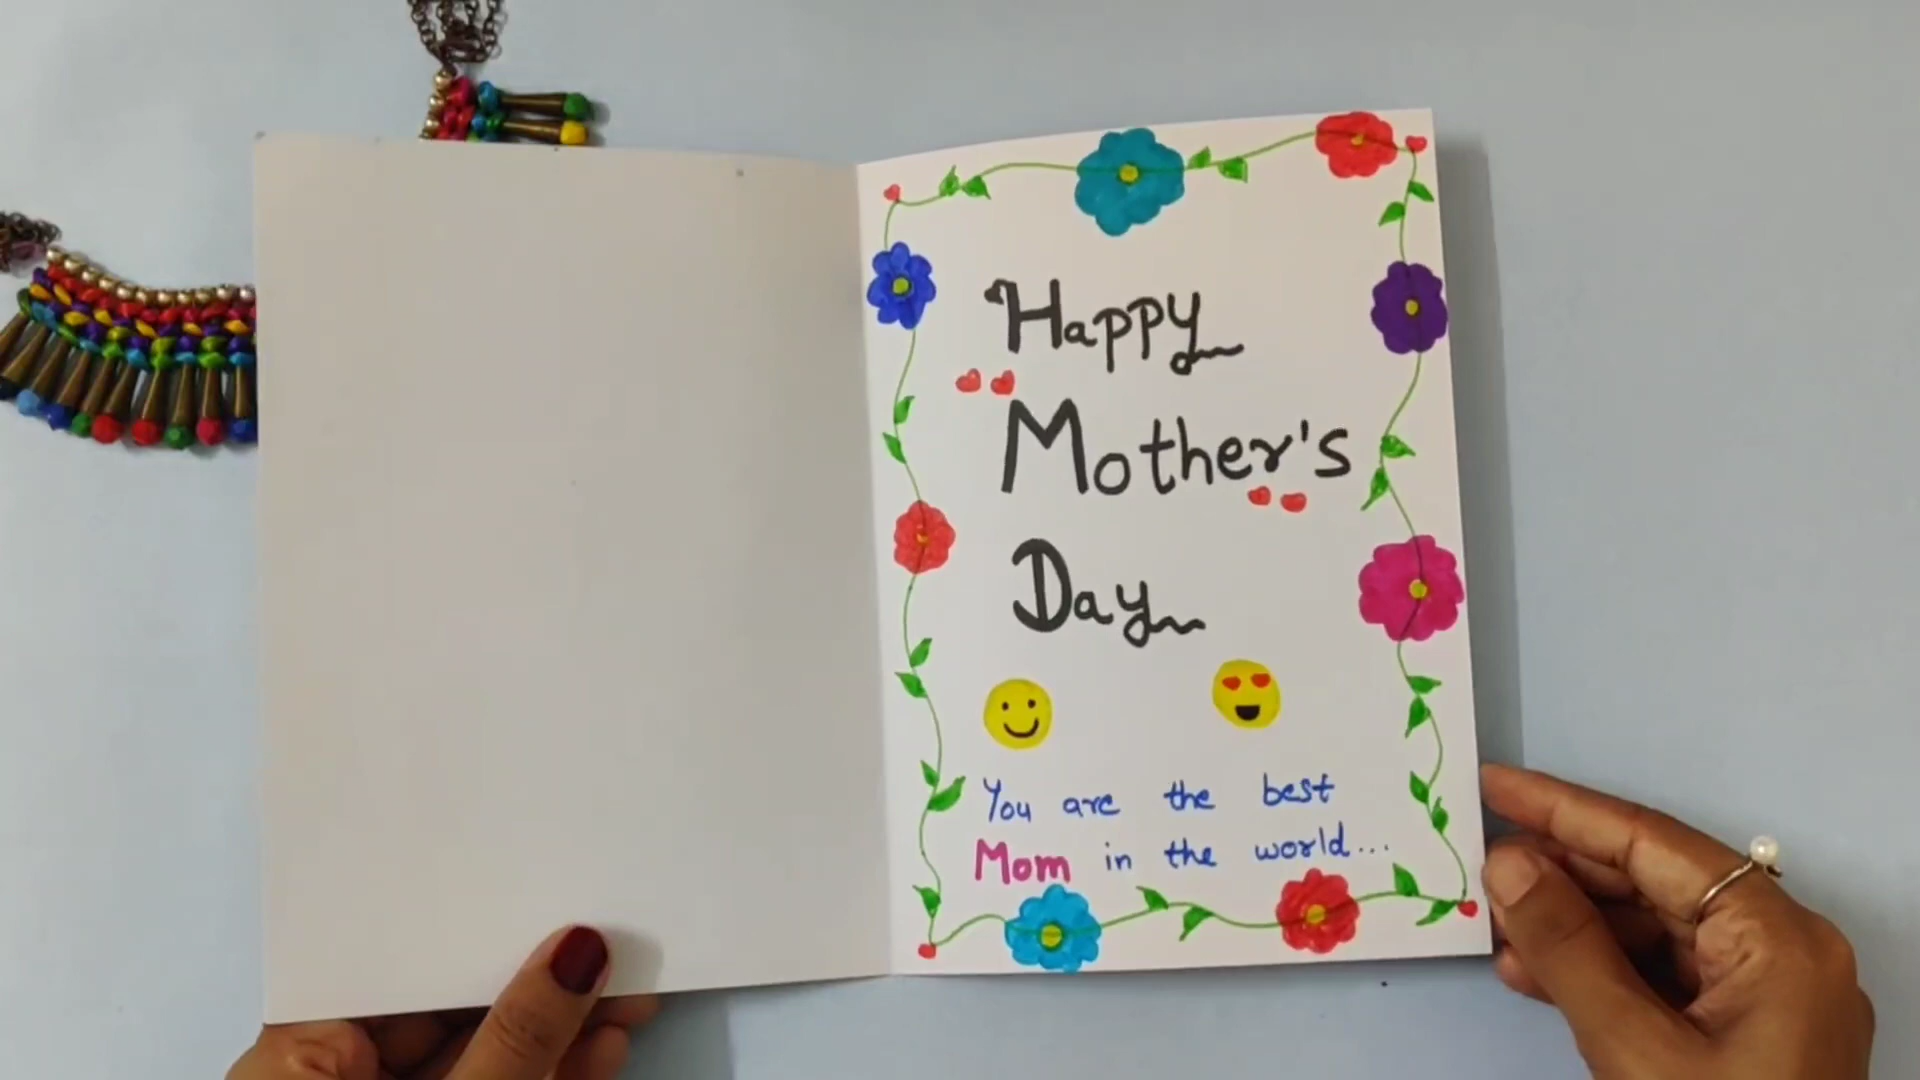 Happy
Mother's
Day
You are the best
Mom in the world...